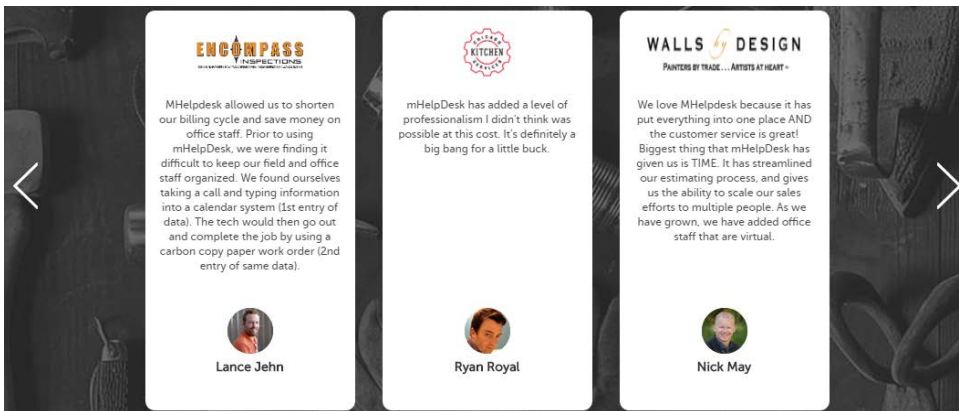 ENCOMPASS
INSPECTIONS
MHelpdesk allowed us to shorten
our billing cycle and save money on
office staff. Prior to using
mHelpDesk, we were finding it
difficult to keep our field and office
staff organized. We found ourselves
taking a call and typing information
into a calendar system (1st entry of
data). The tech would then go out
and complete the job by using a
carbon copy paper work order (2nd
entry of same data).
Lance Jehn
CHICAGO
KITCHEN
SERVICES
mHelpDesk has added a level of
professionalism I didn't think was
possible at this cost. It's definitely a
big bang for a little buck.
Ryan Royal
WALLS by DESIGN
PAINTERS BY TRADE... ARTISTS AT HEART
We love MHelpdesk because it has
put everything into one place AND
the customer service is great!
Biggest thing that mHelpDesk has
given us is TIME. It has streamlined
our estimating process, and gives
us the ability to scale our sales
efforts to multiple people. As we
have grown, we have added office
staff that are virtual.
Nick May